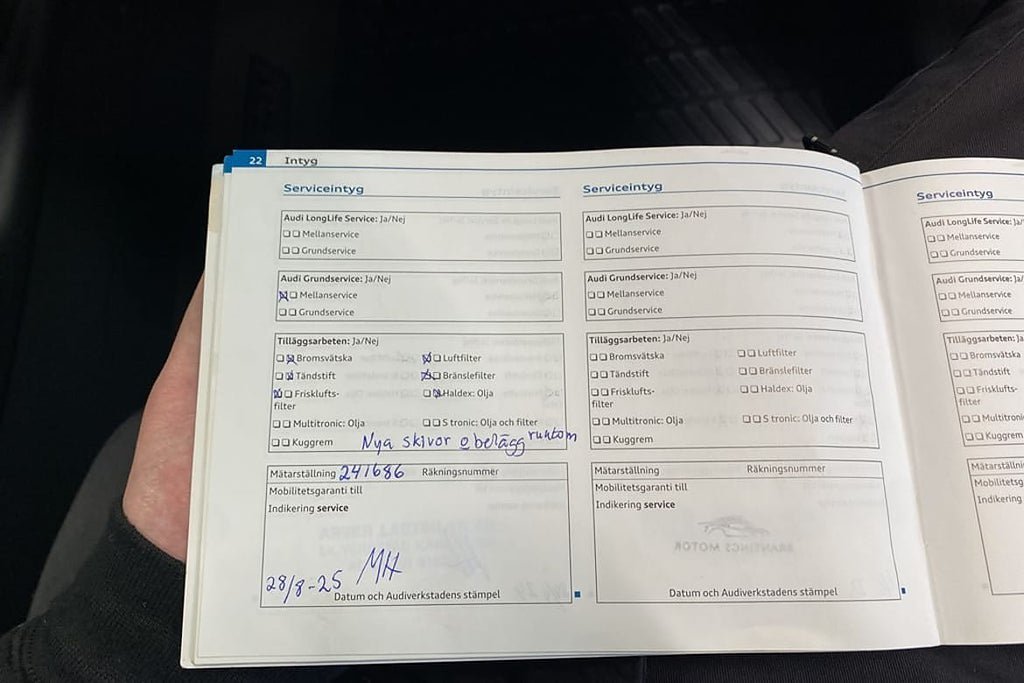 22 Intyg
Serviceintyg
Audi LongLife Service: Ja/Nej
Mellanservice
Grundservice
Audi Grundservice: Ja/Nej
Mellanservice
Grundservice
Tilläggsarbeten: Ja/Nej
Bromsvätska Luftfilter
Tändstift Bränslefilter
Friskklufts- Haldex: Olja
filter
Multitronic: Olja S tronic: Olja och filter
Kuggrem Nya skivor o belägg runtom
Mätarställning 241686 Räkningsnummer
Mobilitetsgaranti till
Indikering service
28/8-25 MH
Datum och Audiverkstadens stämpel
Serviceintyg
Audi LongLife Service: Ja/Nej
Mellanservice
Grundservice
Audi Grundservice: Ja/Nej
Mellanservice
Grundservice
Tilläggsarbeten: Ja/Nej
Bromsvätska Luftfilter
Tändstift Bränslefilter
Frisklufts- Haldex: Olja
filter
Multitronic: Olja S tronic: Olja och filter
Kuggrem
Mätarställning Räkningsnummer
Mobilitetsgaranti till
Indikering service
BRANTINGS MOTOR
Datum och Audiverkstadens stämpel
Serviceintyg
Audi LongLife Service: Ja/
Mellanservice
Grundservice
Audi Grundservice: Ja/
Mellanservice
Grundservice
Tilläggsarbeten: Ja/
Bromsvätska
Tändstift
Frisklufts-
filter
Multitronic:
Kuggrem
Mätarställni
Mobilitetsg
Indikering